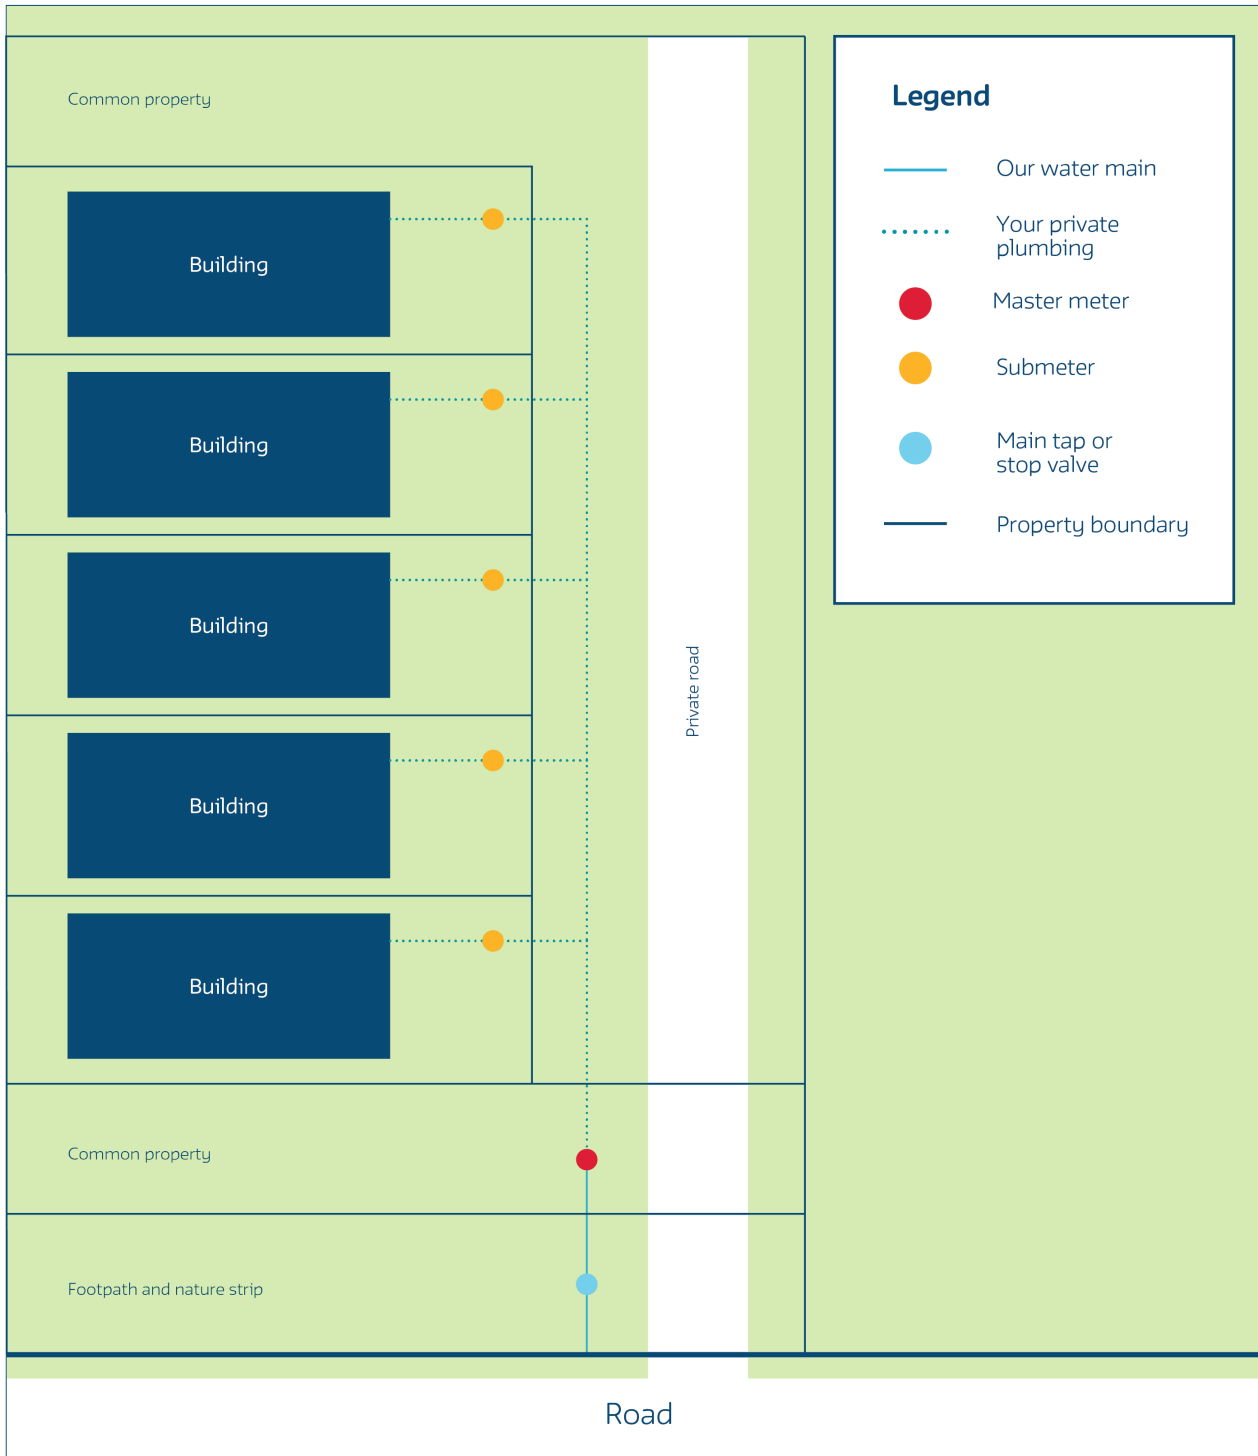 Common property
Legend
Our water main
Your private
plumbing
Master meter
Submeter
Main tap or
stop valve
Property boundary
Building
Building
Building
Building
Building
Private road
Common property
Footpath and nature strip
Road